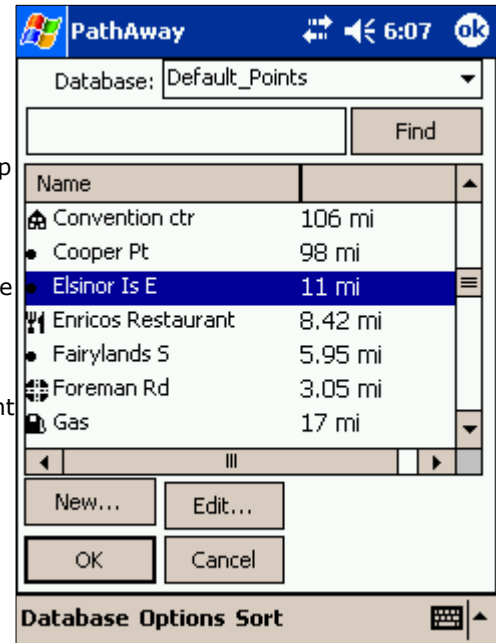 PathAway 6:07 ok
Database: Default_Points
Find
p
Name
Convention ctr 106 mi
Cooper Pt 98 mi
e
Elsinor Is E 11 mi
Enricos Restaurant 8.42 mi
Fairylands S 5.95 mi
Foreman Rd 3.05 mi
nt
Gas 17 mi
New... Edit...
OK Cancel
Database Options Sort